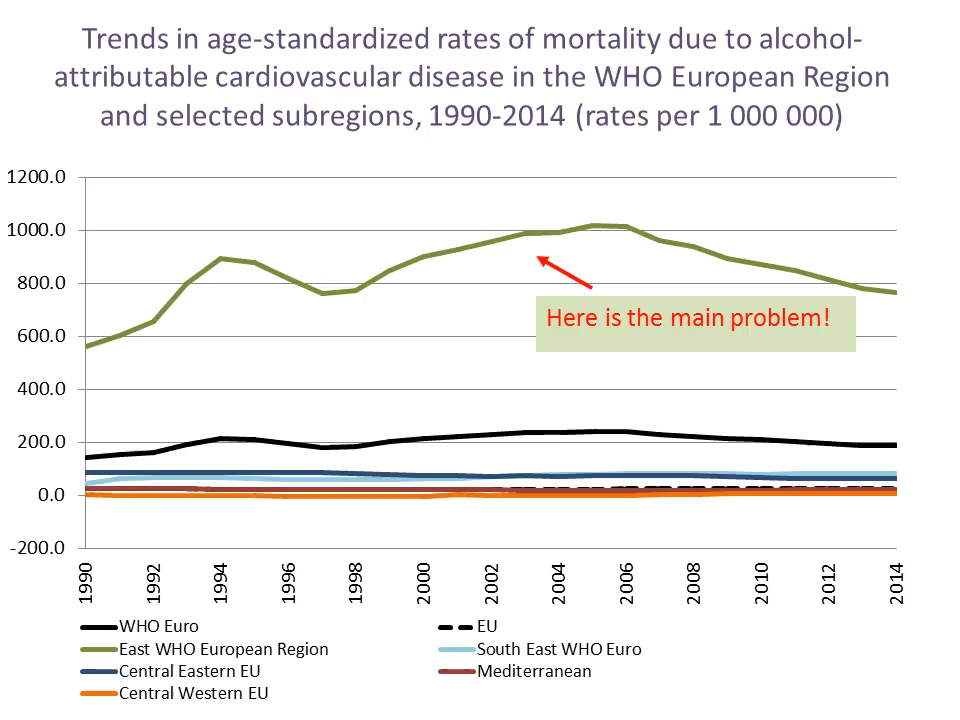 Trends in age-standardized rates of mortality due to alcohol-
attributable cardiovascular disease in the WHO European Region
and selected subregions, 1990-2014 (rates per 1 000 000)
1200.0
1000.0
800.0
600.0
400.0
200.0
0.0
-200.0
Here is the main problem!
1990
1992
1994
1996
1998
2000
2002
2004
2006
2008
2010
2012
2014
WHO Euro
EU
East WHO European Region
South East WHO Euro
Central Eastern EU
Mediterranean
Central Western EU